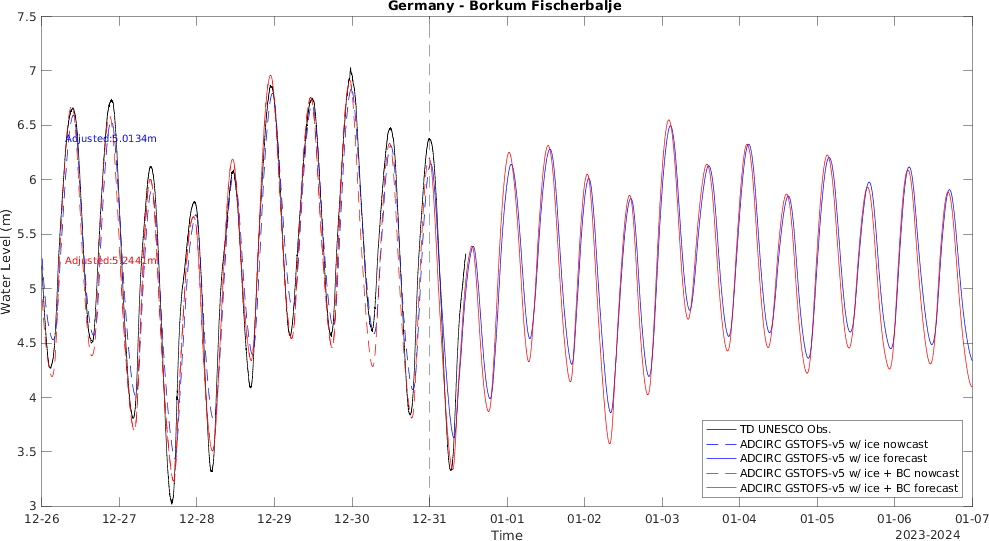 Germany - Borkum Fischerbalje
7.5
7
6.5
6
5.5
5
4.5
4
3.5
3
Water Level (m)
Adjusted:5.0134m
Adjusted:5.2441m
TD UNESCO Obs.
ADCIRC GSTOFS-v5 w/ ice nowcast
ADCIRC GSTOFS-v5 w/ ice forecast
ADCIRC GSTOFS-v5 w/ ice + BC nowcast
ADCIRC GSTOFS-v5 w/ ice + BC forecast
12-26 12-27 12-28 12-29 12-30 12-31 01-01 01-02 01-03 01-04 01-05 01-06 01-07
Time
2023-2024